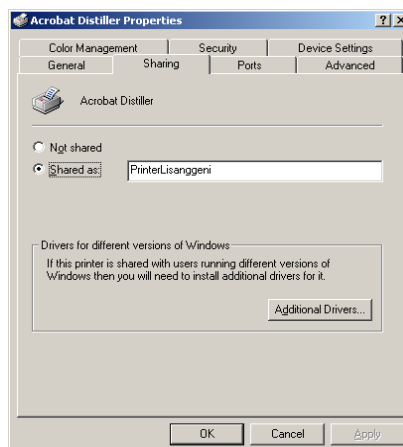 Acrobat Distiller Properties
Color Management Security Device Settings
General Sharing Ports Advanced
Acrobat Distiller
Not shared
Shared as: PrinterLisanggeni
Drivers for different versions of Windows
If this printer is shared with users running different versions of
Windows then you will need to install additional drivers for it.
Additional Drivers...
OK Cancel Apply